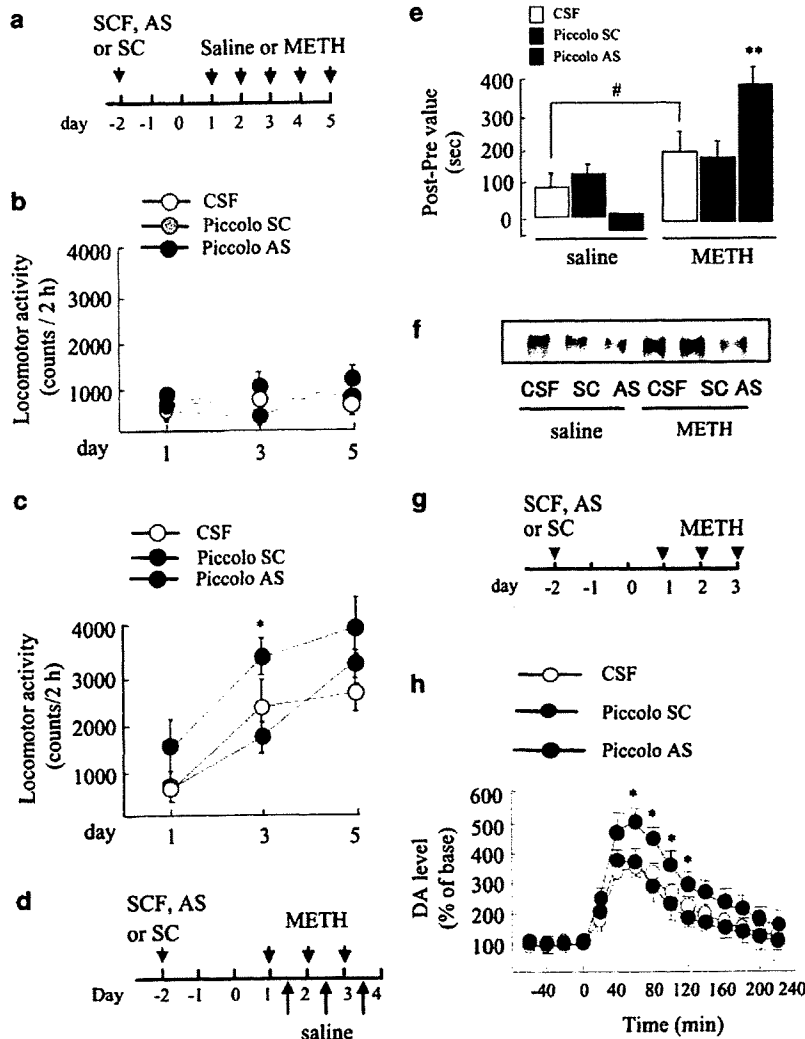 a
SCF, AS
or SC
Saline or METH
day -2 -1 0 1 2 3 4 5
b
CSF
Piccolo SC
Piccolo AS
Locomotor activity
(counts / 2 h)
4000
3000
2000
1000
day 1 3 5
c
CSF
Piccolo SC
Piccolo AS
Locomotor activity
(counts/2 h)
4000
3000
2000
1000
*
day 1 3 5
d
SCF, AS
or SC
METH
Day -2 -1 0 1 2 3 4
saline
e
CSF
Piccolo SC
Piccolo AS
Post-Pre value
(sec)
400
300
200
100
0
#
**
saline METH
f
CSF SC AS CSF SC AS
saline METH
g
SCF, AS
or SC
METH
day -2 -1 0 1 2 3
h
CSF
Piccolo SC
Piccolo AS
DA level
(% of base)
600
500
400
300
200
100
* * * *
-40 0 40 80 120 160 200 240
Time (min)